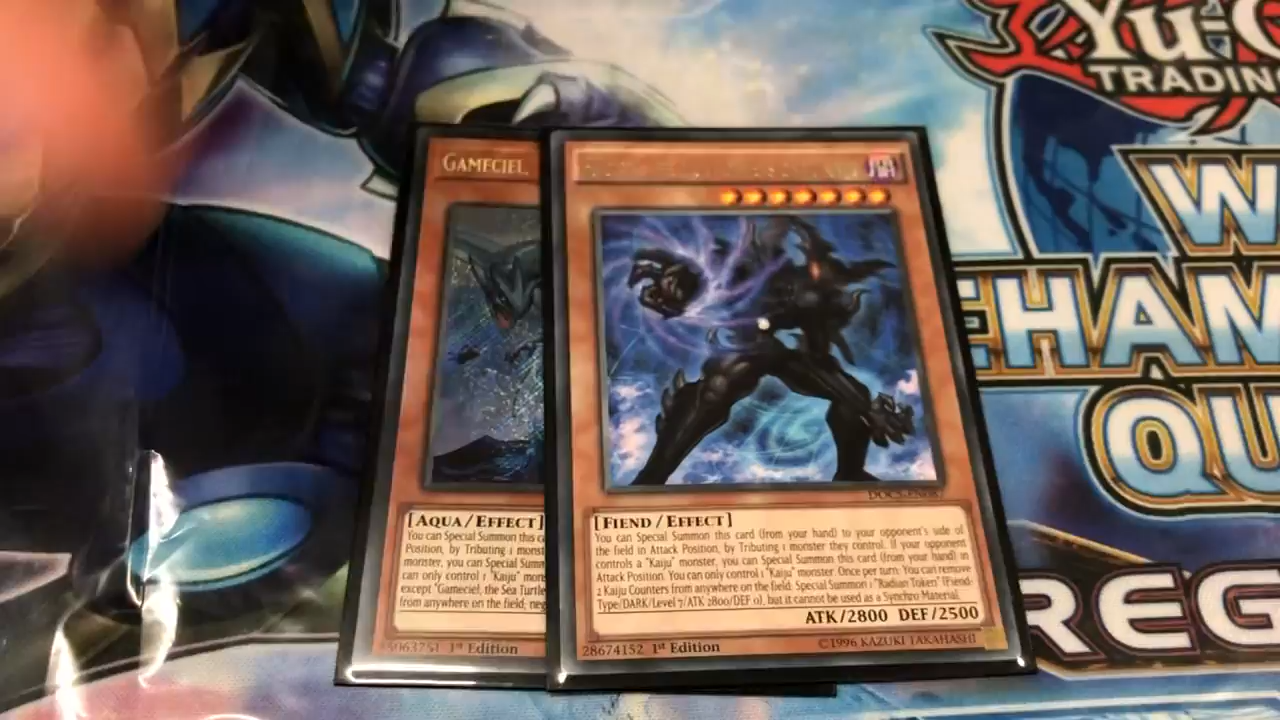 Yu-G
TRADING
W
CHAM
QU
REG
GAMECIEL,
[AQUA/EFFECT]
You can Special Summon this ca
Position, by Tributing 1 monst
monster, you can Special Summ
can only control 1 "Kaiju" mons
except "Gameciel, the Sea Turtle
from anywhere on the field; neg
1st Edition
DOCS-EN087
[FIEND/EFFECT]
You can Special Summon this card (from your hand) to your opponent's side of
the field in Attack Position, by Tributing 1 monster they control. If your opponent
controls a "Kaiju" monster, you can Special Summon this card (from your hand) in
Attack Position. You can only control 1 "Kaiju" monster. Once per turn: You can remove
2 Kaiju Counters from anywhere on the field; Special Summon 1 "Radian Token" (Fiend-
Type/DARK/Level 7/ATK 2800/DEF 0), but it cannot be used as a Synchro Material.
ATK/2800 DEF/2500
28674152 1st Edition
©1996 KAZUKI TAKAHASHI